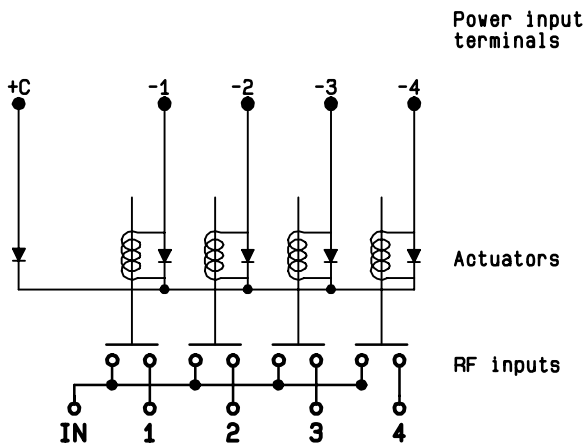 Power input
terminals
+C -1 -2 -3 -4
Actuators
RF inputs
IN 1 2 3 4